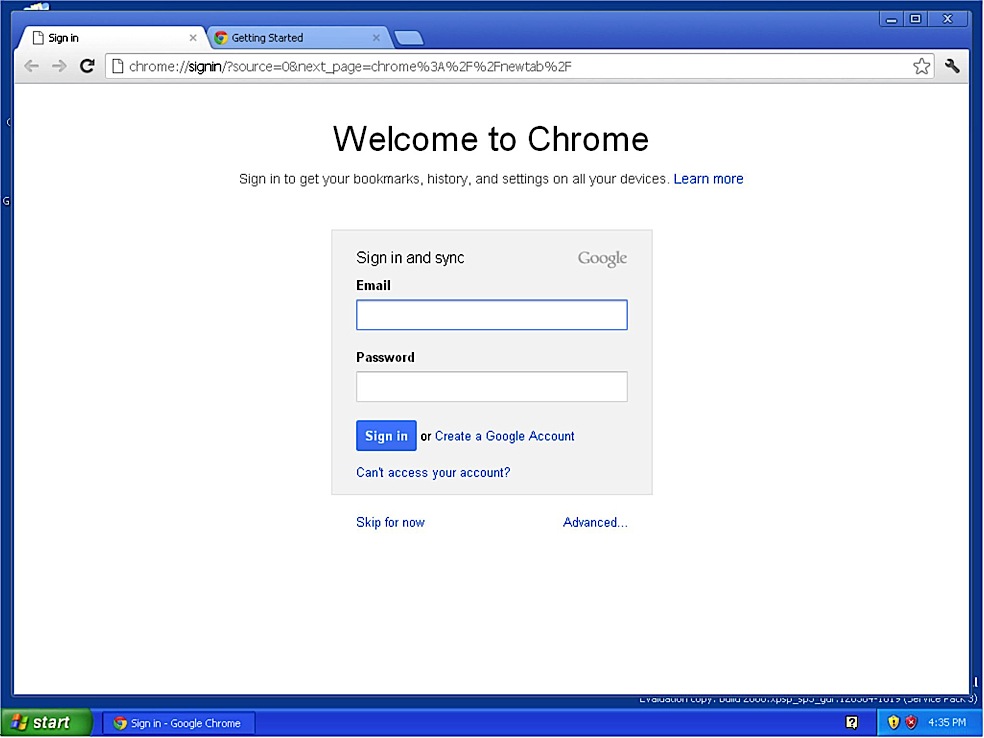 Sign in
Getting Started
chrome://signin/?source=0&next_page=chrome%3A%2F%2Fnewtab%2F
Welcome to Chrome
Sign in to get your bookmarks, history, and settings on all your devices. Learn more
Sign in and sync Google
Email
Password
Sign in or Create a Google Account
Can't access your account?
Skip for now Advanced...
Evaluation copy. Build 2600.xpsp_sp3_gdr.120504-1619 (Service Pack 3)
start Sign in - Google Chrome 4:35 PM